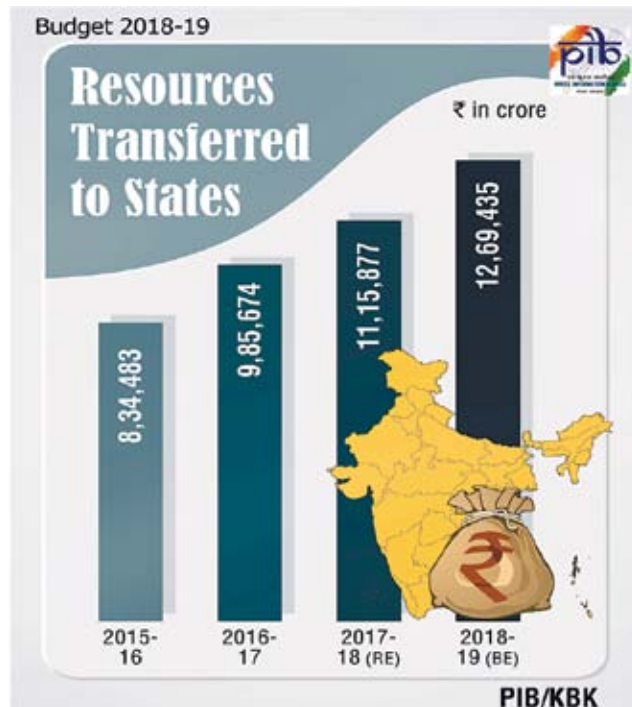 Budget 2018-19
pib
Resources
Transferred
to States
₹ in crore
8,34,483
9,85,674
11,15,877
12,69,435
₹
2015-
16
2016-
17
2017-
18 (RE)
2018-
19 (BE)
PIB/KBK